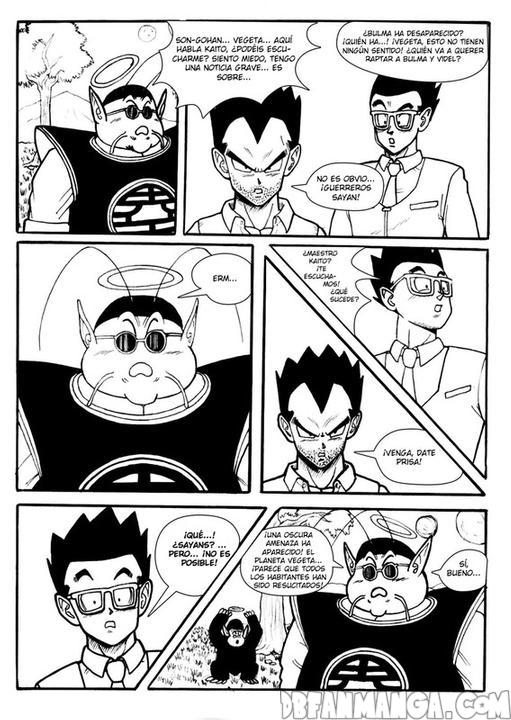 SON-GOHAN...
VEGETA... AQUÍ
HABLA KAITO, ¿PODÉIS ESCU-
CHARME? SIENTO MIEDO, TENGO
UNA NOTICIA GRAVE... ES
SOBRE...
¿BULMA HA DESAPARECIDO?
¿QUIÉN HA...! ¡VEGETA, ESTO NO TIENEN
NINGÚN SENTIDO! ¿QUIÉN VA A QUERER
RAPTAR A BULMA Y VIDEL?
NO ES OBVIO...
¡GUERREROS
SAYAN!
ERM...
¿MAESTRO
KAITO?
¡TE
ESCUCHA-
MOS!
¿QUÉ
SUCEDE?
¡VENGA, DATE
PRISA!
¡QUÉ...!
¿SAYANS? ...
PERO... ¡NO ES
POSIBLE!
¡UNA OSCURA
AMENAZA HA
APARECIDO! EL
PLANETA VEGETA...
¡PARECE QUE TODOS
LOS HABITANTES HAN
SIDO RESUCITADOS!
SÍ,
BUENO...
DBFANMANGA.COM